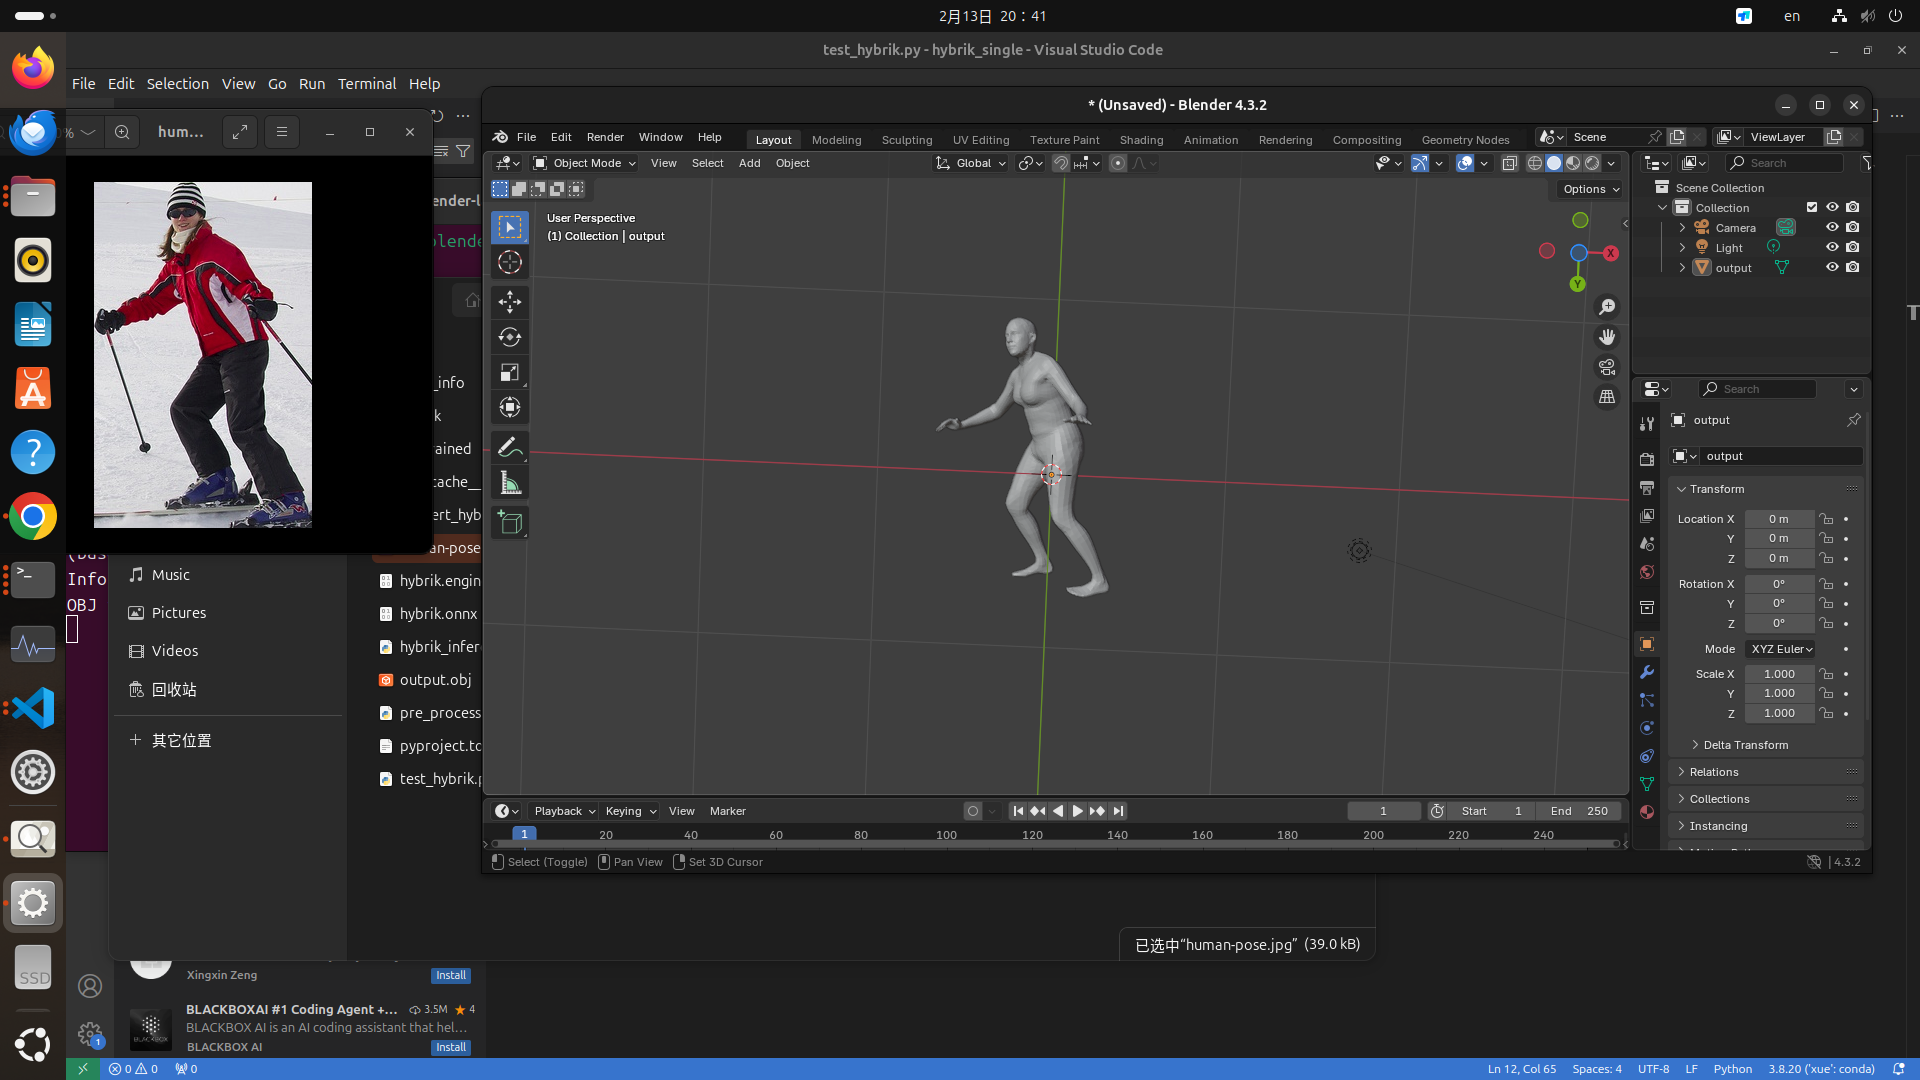 2月13日 20：41
en
test_hybrik.py - hybrik_single - Visual Studio Code
File Edit Selection View Go Run Terminal Help
hum...
* (Unsaved) - Blender 4.3.2
File Edit Render Window Help
Layout Modeling Sculpting UV Editing Texture Paint Shading Animation Rendering Compositing Geometry Nodes
Scene
ViewLayer
Object Mode View Select Add Object
Global
Options
Search
User Perspective
(1) Collection | output
Scene Collection
Collection
Camera
Light
output
X
Y
Search
output
output
Transform
Location X 0 m
Y 0 m
Z 0 m
Rotation X 0°
Y 0°
Z 0°
Mode XYZ Euler
Scale X 1.000
Y 1.000
Z 1.000
Delta Transform
Relations
Collections
Instancing
Info
OBJ
Music
Pictures
Videos
回收站
其它位置
_info
rained
cache__
an-pose
hybrik.engin
hybrik.onnx
hybrik_infer
output.obj
pre_process
pyproject.to
test_hybrik.p
Playback Keying View Marker
1
Start 1
End 250
1 20 40 60 80 100 120 140 160 180 200 220 240
Select (Toggle) Pan View Set 3D Cursor
4.3.2
已选中“human-pose.jpg” (39.0 kB)
SSD
Xingxin Zeng
Install
BLACKBOXAI #1 Coding Agent +... 3.5M 4
BLACKBOX AI is an AI coding assistant that hel...
BLACKBOX AI
Install
1
0 0 0
Ln 12, Col 65 Spaces: 4 UTF-8 LF Python 3.8.20 ('xue': conda)